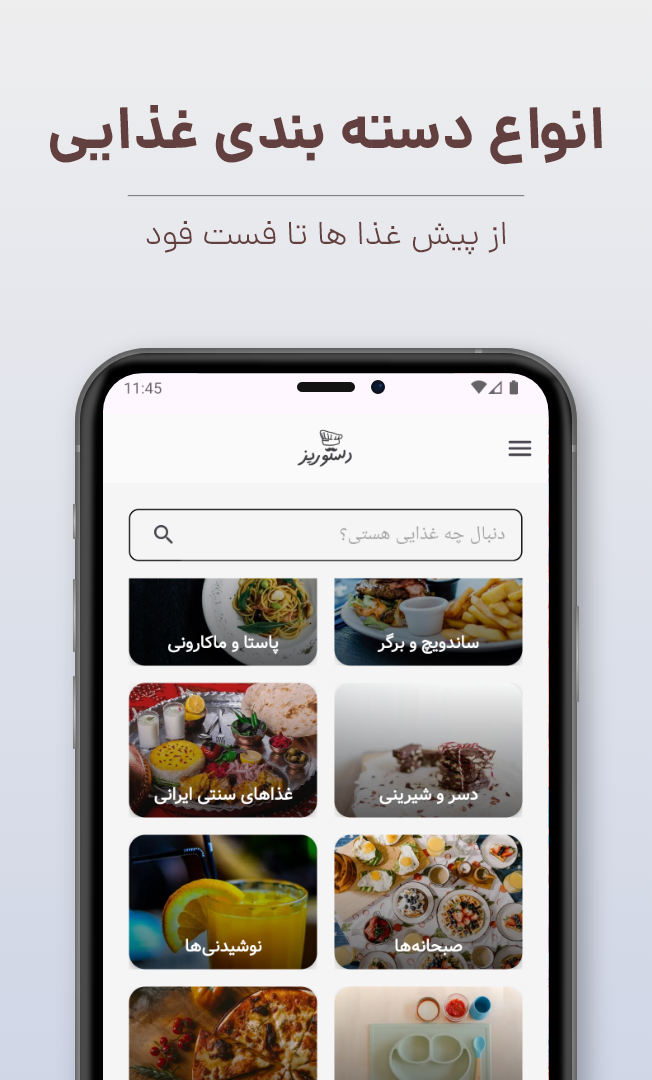 انواع دسته بندی غذایی
از پیش غذا ها تا فست فود
11:45
دستوریز
دنبال چه غذایی هستی؟
ساندویچ و برگر
پاستا و ماکارونی
دسر و شیرینی
غذاهای سنتی ایرانی
صبحانه‌ها
نوشیدنی‌ها